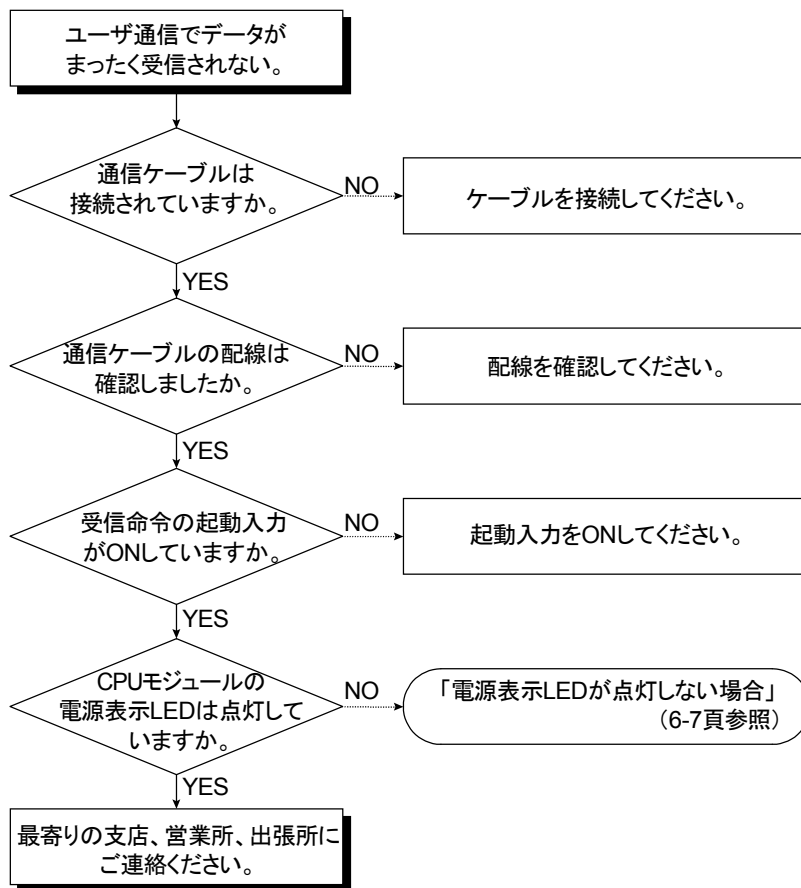 ユーザ通信でデータが
まったく受信されない。
通信ケーブルは
接続されていますか。
NO
ケーブルを接続してください。
YES
通信ケーブルの配線は
確認しましたか。
NO
配線を確認してください。
YES
受信命令の起動入力
がONしていますか。
NO
起動入力をONしてください。
YES
CPUモジュールの
電源表示LEDは点灯して
いますか。
NO
「電源表示LEDが点灯しない場合」
(6-7頁参照)
YES
最寄りの支店、営業所、出張所に
ご連絡ください。